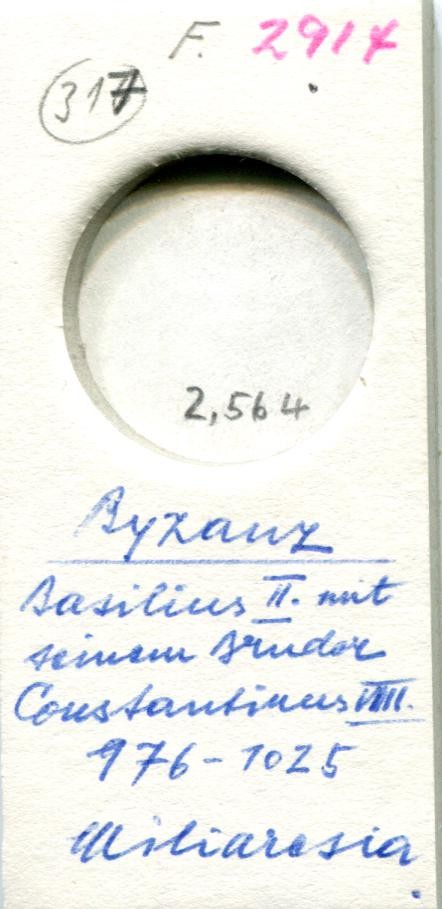 F. 2914
317
2,564
Byzanz
Basilius II. mit
seinem Bruder
Constantinus VIII.
976-1025
Miliaresia